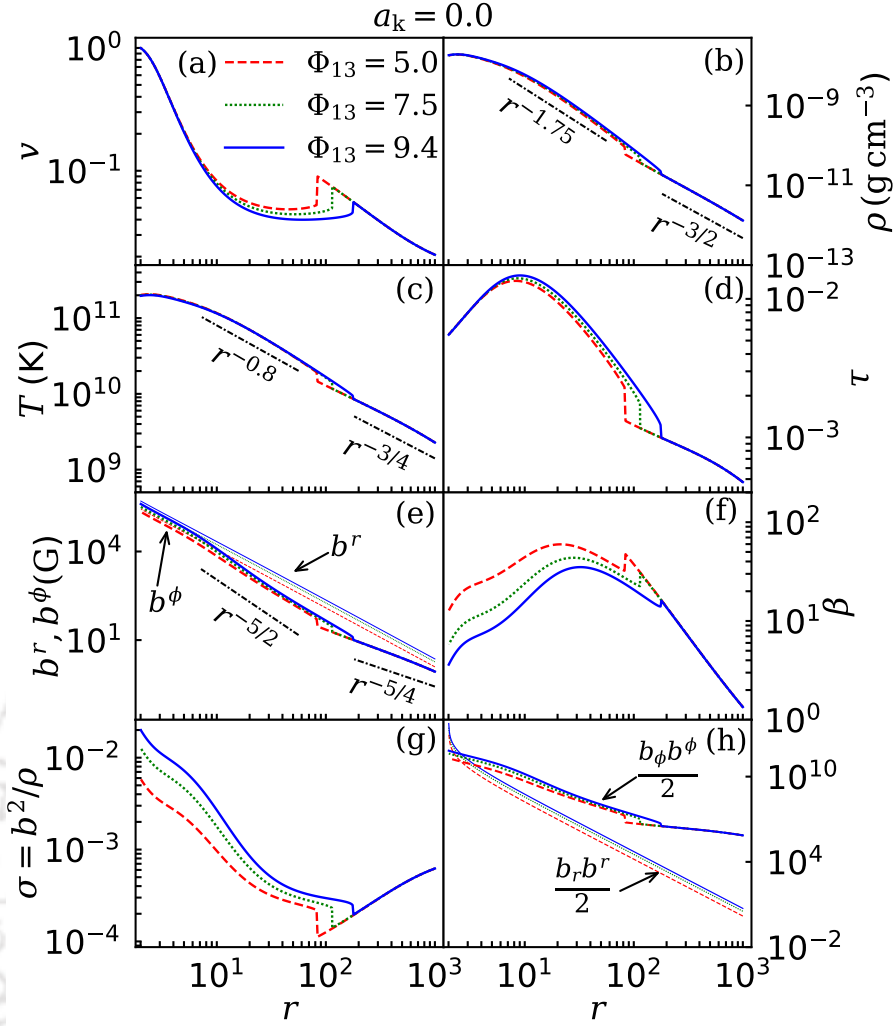 a_k = 0.0
10^0
(a)
Φ_13 = 5.0
Φ_13 = 7.5
Φ_13 = 9.4
10^-1
v
(b)
r^-1.75
r^-3/2
10^-9
10^-11
10^-13
ρ (g cm^-3)
(c)
10^11
10^10
10^9
T (K)
r^-0.8
r^-3/4
(d)
10^-2
10^-3
τ
(e)
10^4
10^1
b^r, b^ϕ(G)
b^r
b^ϕ
r^-5/2
r^-5/4
(f)
10^2
10^1
10^0
β
(g)
10^-2
10^-3
10^-4
σ = b^2/ρ
(h)
b_ϕ b^ϕ
2
b_r b^r
2
10^10
10^4
10^-2
10^1 10^2 10^3 10^1 10^2 10^3
r r